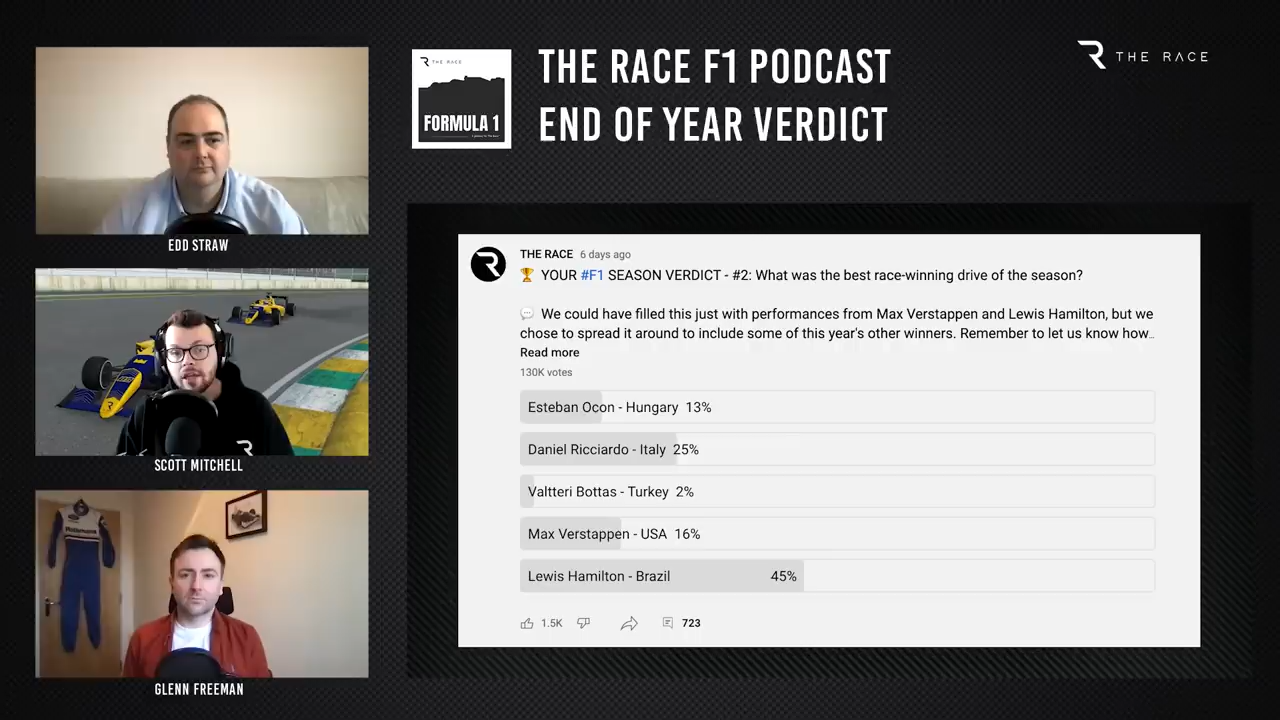 THE RACE F1 PODCAST
END OF YEAR VERDICT
THE RACE
THE RACE
FORMULA 1
EDD STRAW
SCOTT MITCHELL
GLENN FREEMAN
THE RACE 6 days ago
🏆 YOUR #F1 SEASON VERDICT - #2: What was the best race-winning drive of the season?
💬 We could have filled this just with performances from Max Verstappen and Lewis Hamilton, but we
chose to spread it around to include some of this year's other winners. Remember to let us know how...
Read more
130K votes
Esteban Ocon - Hungary 13%
Daniel Ricciardo - Italy 25%
Valtteri Bottas - Turkey 2%
Max Verstappen - USA 16%
Lewis Hamilton - Brazil 45%
1.5K 723